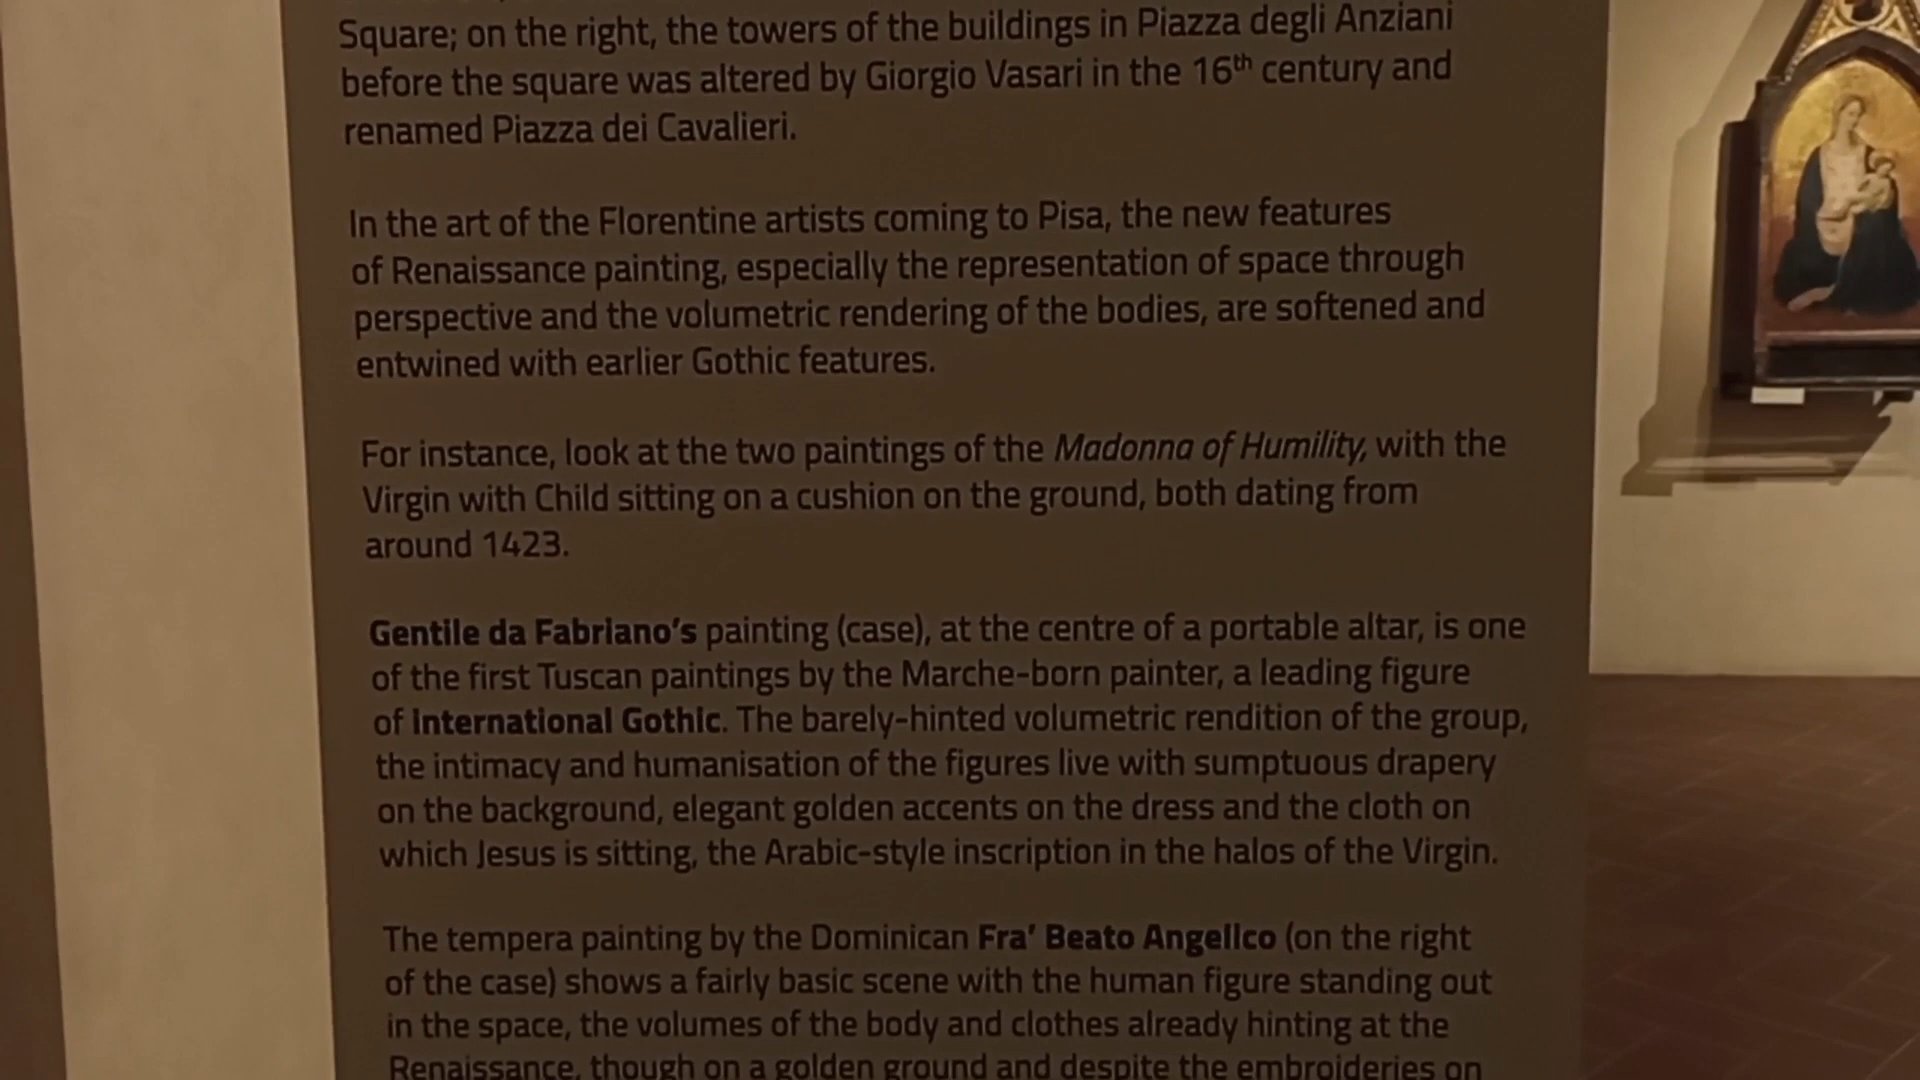 Square; on the right, the towers of the buildings in Piazza degli Anziani
before the square was altered by Giorgio Vasari in the 16th century and
renamed Piazza dei Cavalieri.
In the art of the Florentine artists coming to Pisa, the new features
of Renaissance painting, especially the representation of space through
perspective and the volumetric rendering of the bodies, are softened and
entwined with earlier Gothic features.
For instance, look at the two paintings of the Madonna of Humility, with the
Virgin with Child sitting on a cushion on the ground, both dating from
around 1423.
Gentile da Fabriano's painting (case), at the centre of a portable altar, is one
of the first Tuscan paintings by the Marche-born painter, a leading figure
of International Gothic. The barely-hinted volumetric rendition of the group,
the intimacy and humanisation of the figures live with sumptuous drapery
on the background, elegant golden accents on the dress and the cloth on
which Jesus is sitting, the Arabic-style inscription in the halos of the Virgin.
The tempera painting by the Dominican Fra' Beato Angelico (on the right
of the case) shows a fairly basic scene with the human figure standing out
in the space, the volumes of the body and clothes already hinting at the
Renaissance, though on a golden ground and despite the embroideries on